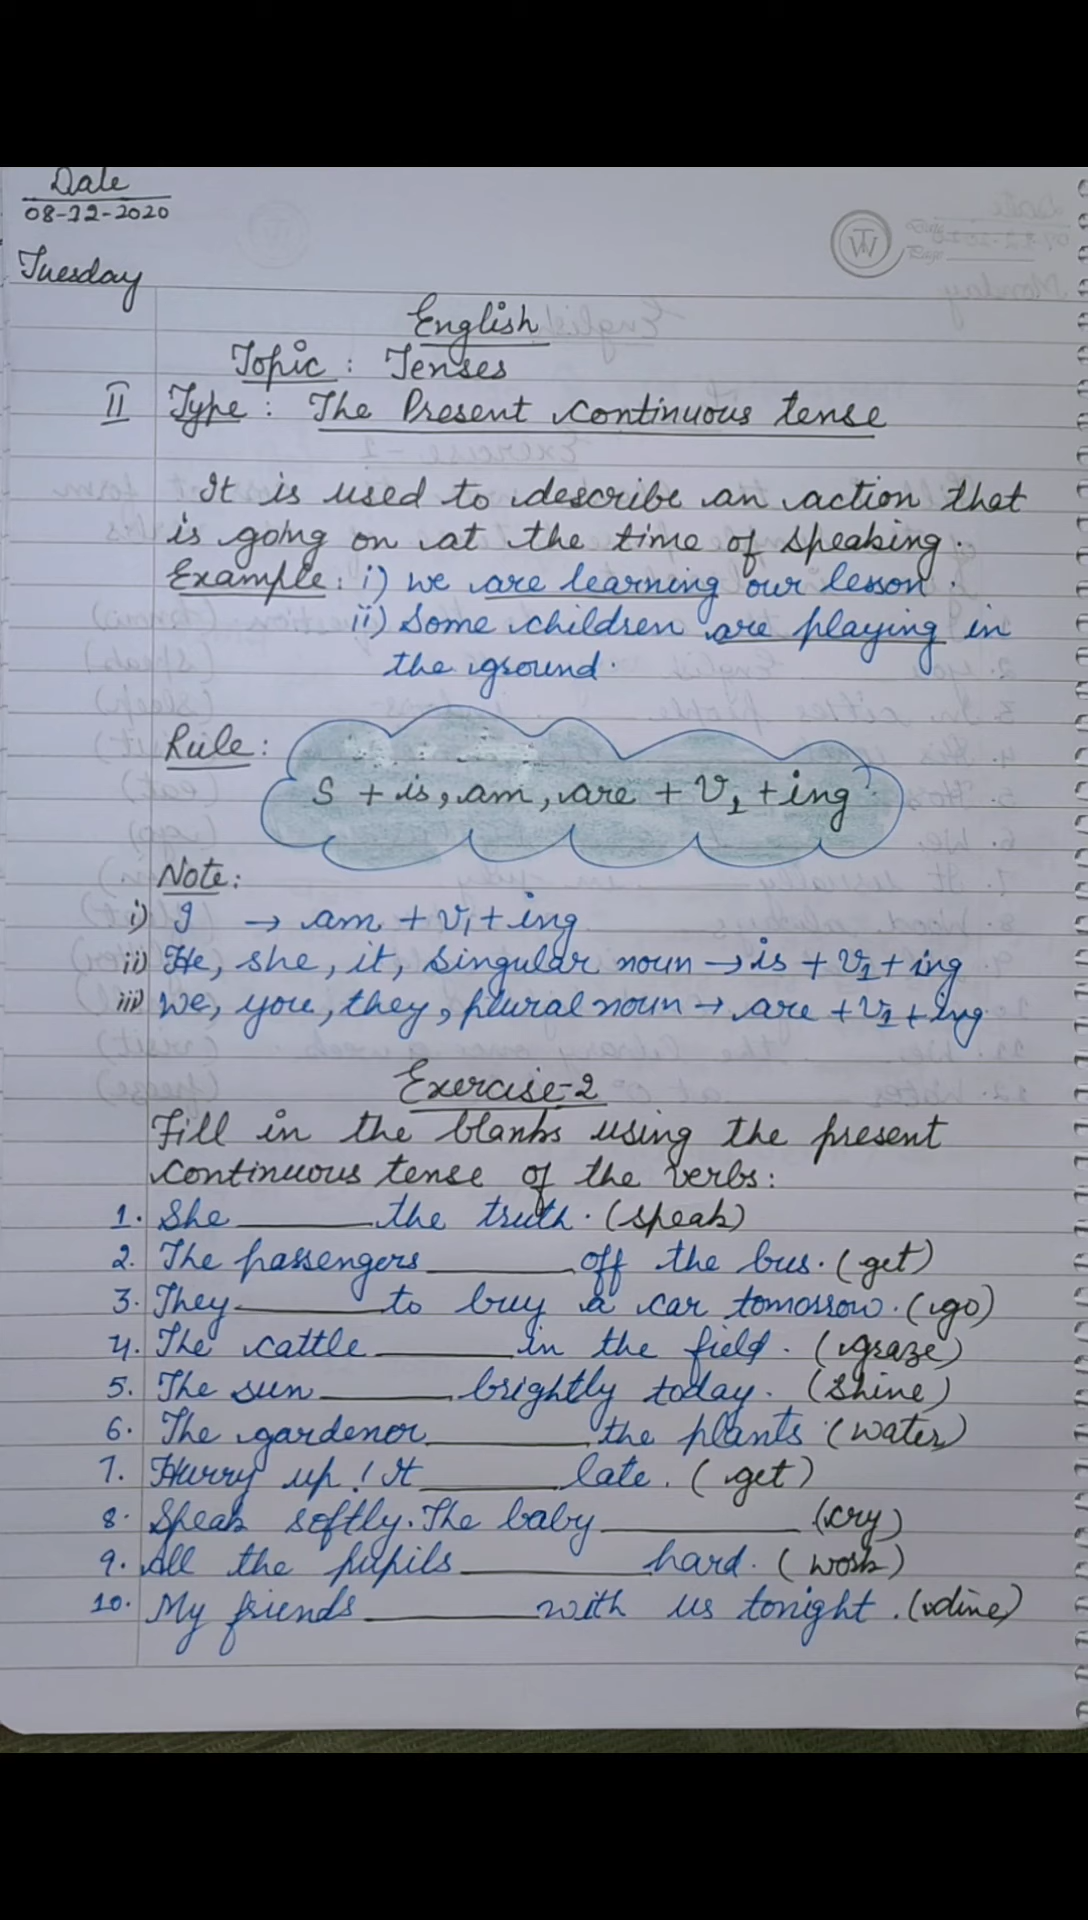 Date
08-12-2020
Tuesday
Date
Page
English
Topic : Tenses
II Type : The Present continuous tense
It is used to describe an action that
is going on at the time of speaking.
Example : i) we are learning our lesson.
ii) Some children are playing in
the ground.
Rule :
S + is, am, are + V1 + ing
Note :
i) I → am + V1 + ing
ii) He, she, it, singular noun → is + V1 + ing
iii) We, you, they, plural noun → are + V1 + ing
Exercise-2
Fill in the blanks using the present
continuous tense of the verbs :
1. She ______ the truth. (speak)
2. The passengers ______ off the bus. (get)
3. They ______ to buy a car tomorrow. (go)
4. The cattle ______ in the field. (graze)
5. The sun ______ brightly today. (shine)
6. The gardenor ______ the plants (water)
7. Hurry up! It ______ late. (get)
8. Speak softly. The baby ______ (cry)
9. All the pupils ______ hard. (work)
10. My friends ______ with us tonight. (dine)